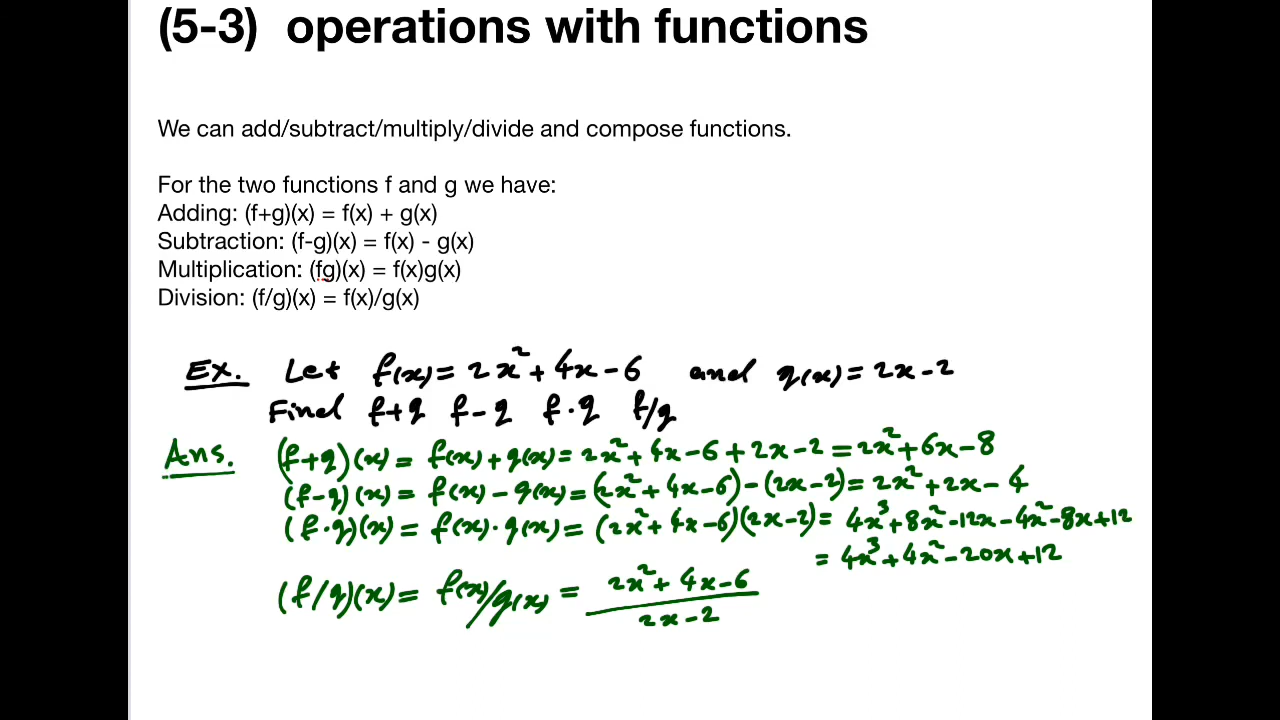 (5-3) operations with functions
We can add/subtract/multiply/divide and compose functions.
For the two functions f and g we have:
Adding: (f+g)(x) = f(x) + g(x)
Subtraction: (f-g)(x) = f(x) - g(x)
Multiplication: (fg)(x) = f(x)g(x)
Division: (f/g)(x) = f(x)/g(x)
Ex. Let f(x) = 2x² + 4x - 6 and g(x) = 2x - 2
Find f+g f-g f·g f/g
Ans. (f+g)(x) = f(x) + g(x) = 2x² + 4x - 6 + 2x - 2 = 2x² + 6x - 8
(f-g)(x) = f(x) - g(x) = (2x² + 4x - 6) - (2x - 2) = 2x² + 2x - 4
(f·g)(x) = f(x)·g(x) = (2x² + 4x - 6)(2x - 2) = 4x³ + 8x² - 12x - 4x² - 8x + 12
= 4x³ + 4x² - 20x + 12
(f/g)(x) = f(x)/g(x) = 2x² + 4x - 6
2x - 2